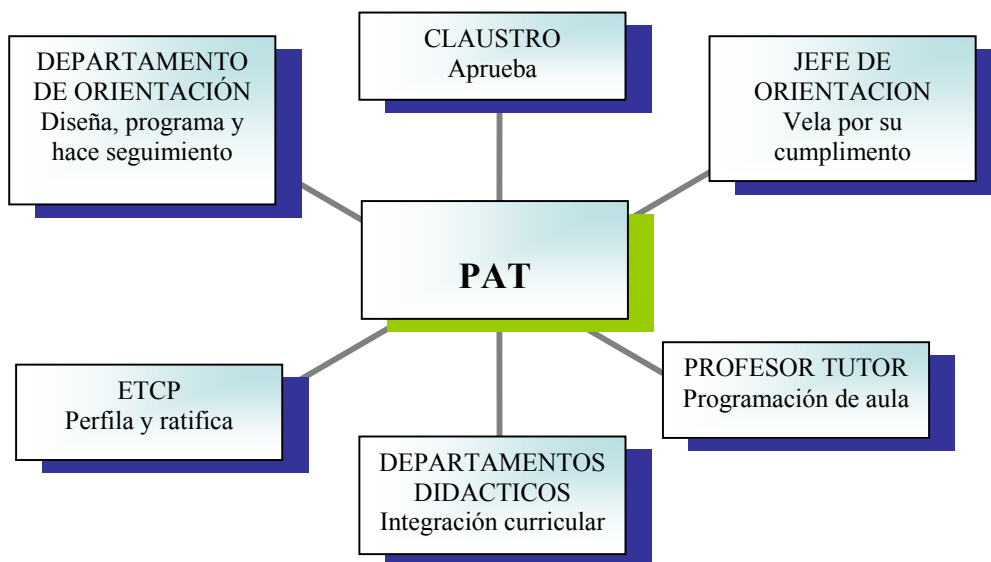 DEPARTAMENTO
DE ORIENTACIÓN
Diseña, programa y
hace seguimiento
CLAUSTRO
Aprueba
JEFE DE
ORIENTACION
Vela por su
cumplimento
PAT
ETCP
Perfila y ratifica
DEPARTAMENTOS
DIDACTICOS
Integración curricular
PROFESOR TUTOR
Programación de aula